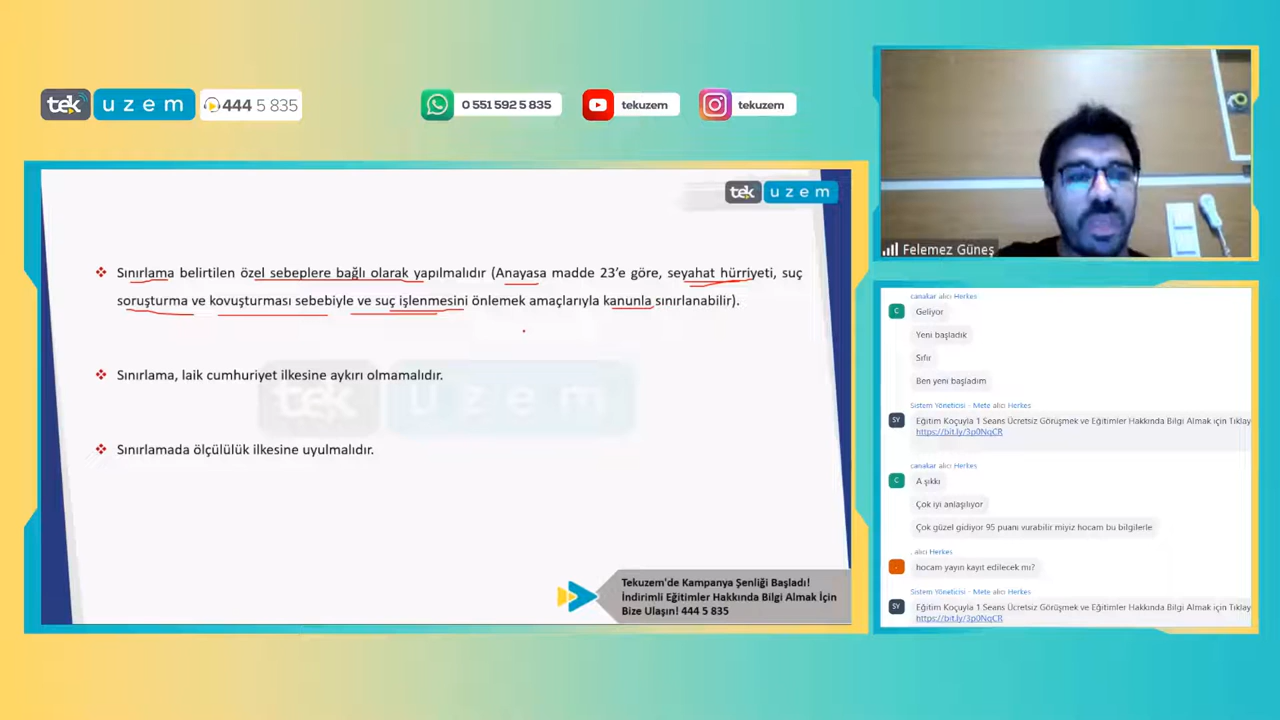 tek uzem 444 5 835
0 551 592 5 835
tekuzem
tekuzem
tek uzem
❖ Sınırlama belirtilen özel sebeplere bağlı olarak yapılmalıdır (Anayasa madde 23'e göre, seyahat hürriyeti, suç
soruşturma ve kovuşturması sebebiyle ve suç işlenmesini önlemek amaçlarıyla kanunla sınırlanabilir).
❖ Sınırlama, laik cumhuriyet ilkesine aykırı olmamalıdır.
tek uzem
❖ Sınırlamada ölçülülük ilkesine uyulmalıdır.
Tekuzem'de Kampanya Şenliği Başladı!
İndirimli Eğitimler Hakkında Bilgi Almak İçin
Bize Ulaşın! 444 5 835
Felemez Güneş
canakar alıcı Herkes
C
Geliyor
Yeni başladık
Sıfır
Ben yeni başladım
Sistem Yöneticisi - Mete alıcı Herkes
SY
Eğitim Koçuyla 1 Seans Ücretsiz Görüşmek ve Eğitimler Hakkında Bilgi Almak için Tıklay
https://bit.ly/3p0NqCR
canakar alıcı Herkes
C
A şıkkı
Çok iyi anlaşılıyor
Çok güzel gidiyor 95 puanı vurabilir miyiz hocam bu bilgilerle
. alıcı Herkes
hocam yayın kayıt edilecek mı?
Sistem Yöneticisi - Mete alıcı Herkes
SY
Eğitim Koçuyla 1 Seans Ücretsiz Görüşmek ve Eğitimler Hakkında Bilgi Almak için Tıklay
https://bit.ly/3p0NqCR